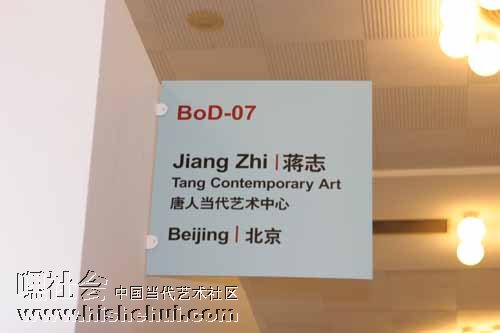 BoD-07
Jiang Zhi | 蒋志
Tang Contemporary Art
唐人当代艺术中心
Beijing | 北京
嘿社会 中国当代艺术社区
www.hishehui.com